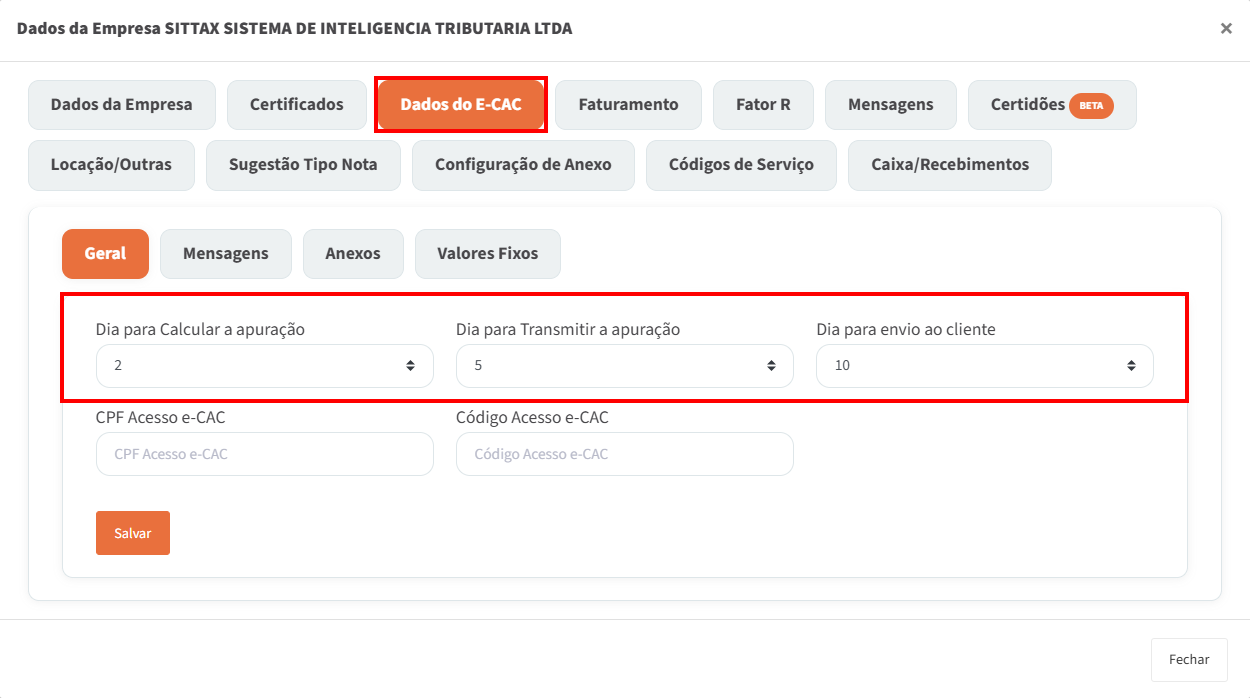 Dados da Empresa SITTAX SISTEMA DE INTELIGENCIA TRIBUTARIA LTDA ×
Dados da Empresa Certificados Dados do E-CAC Faturamento Fator R Mensagens Certidões BETA
Locação/Outras Sugestão Tipo Nota Configuração de Anexo Códigos de Serviço Caixa/Recebimentos
Geral Mensagens Anexos Valores Fixos
Dia para Calcular a apuração Dia para Transmitir a apuração Dia para envio ao cliente
2 5 10
CPF Acesso e-CAC Código Acesso e-CAC
CPF Acesso e-CAC Código Acesso e-CAC
Salvar
Fechar